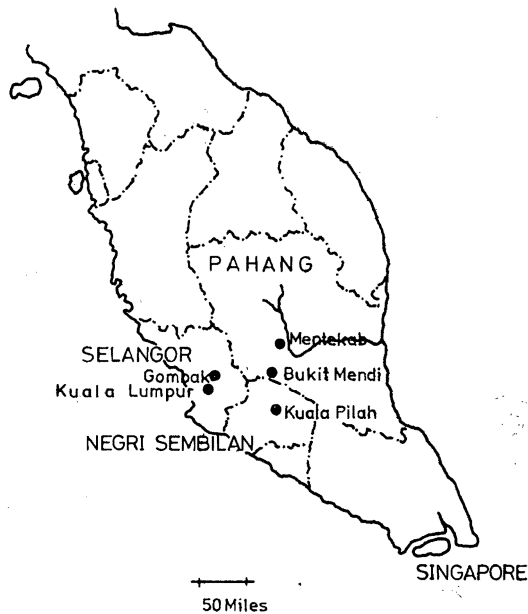 PAHANG
Mentekab
SELANGOR
Gombak
Bukit Mendi
Kuala Lumpur
Kuala Pilah
NEGRI SEMBILAN
SINGAPORE
50 Miles